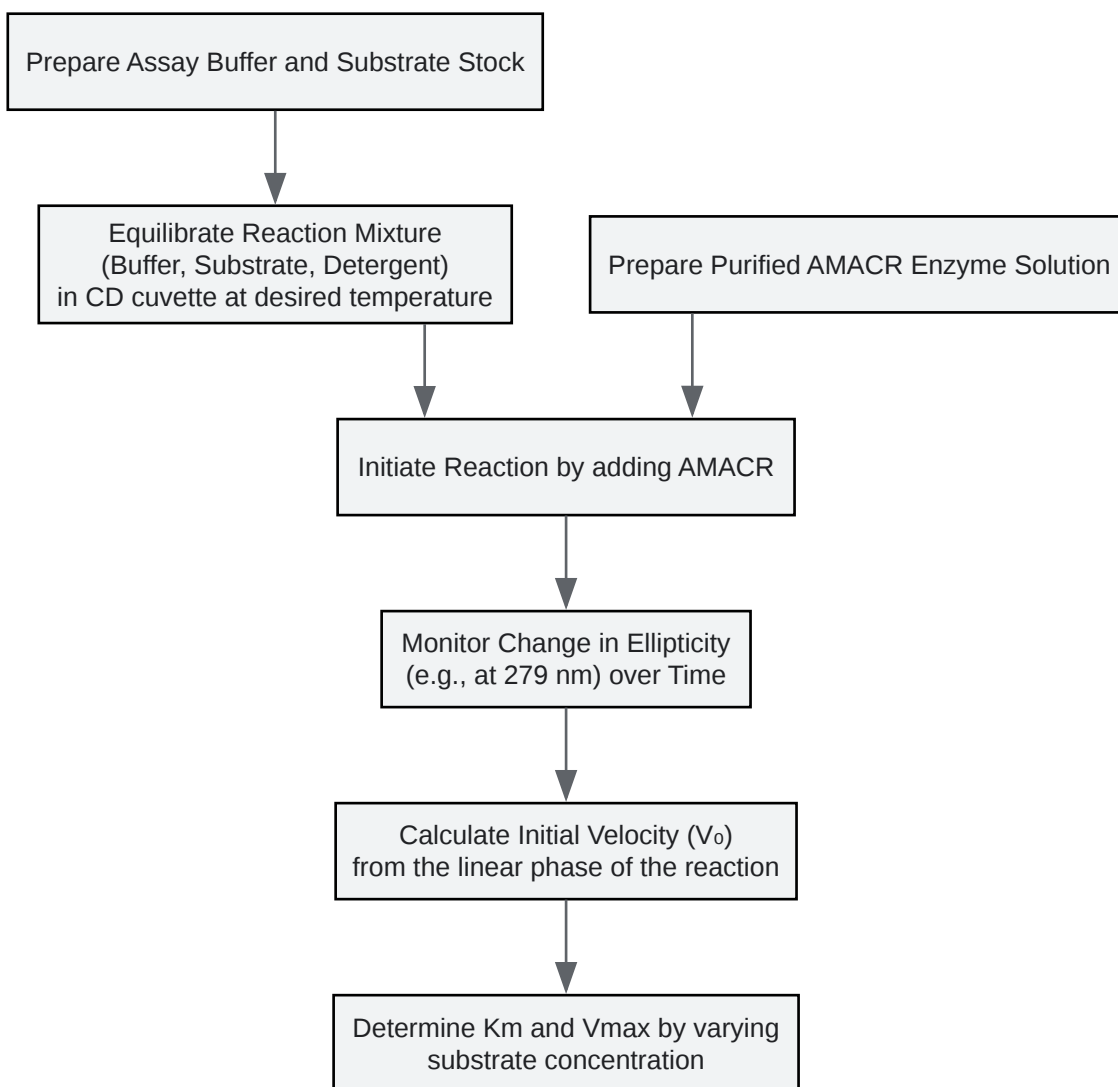 Prepare Assay Buffer and Substrate Stock
Equilibrate Reaction Mixture
(Buffer, Substrate, Detergent)
in CD cuvette at desired temperature
Prepare Purified AMACR Enzyme Solution
Initiate Reaction by adding AMACR
Monitor Change in Ellipticity
(e.g., at 279 nm) over Time
Calculate Initial Velocity (V₀)
from the linear phase of the reaction
Determine Km and Vmax by varying
substrate concentration